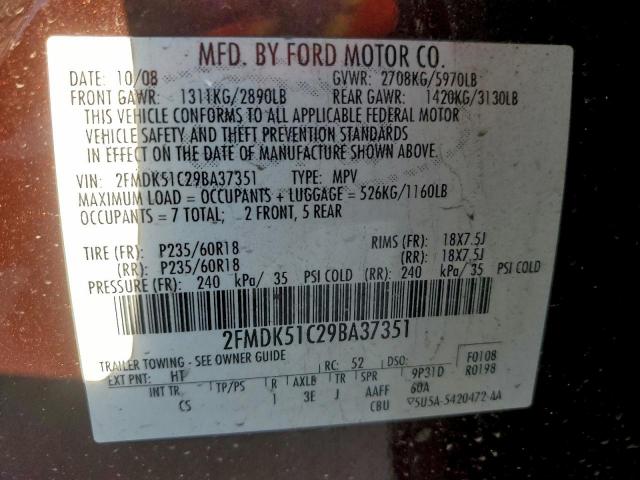 MFD. BY FORD MOTOR CO.
DATE: 10/08 GVWR: 2708KG/5970LB
FRONT GAWR: 1311KG/2890LB REAR GAWR: 1420KG/3130LB
THIS VEHICLE CONFORMS TO ALL APPLICABLE FEDERAL MOTOR
VEHICLE SAFETY AND THEFT PREVENTION STANDARDS
IN EFFECT ON THE DATE OF MANUFACTURE SHOWN ABOVE.
VIN: 2FMDK51C29BA37351 TYPE: MPV
MAXIMUM LOAD = OCCUPANTS + LUGGAGE = 526KG/1160LB
OCCUPANTS = 7 TOTAL; 2 FRONT, 5 REAR
TIRE (FR): P235/60R18 RIMS (FR): 18X7.5J
(RR): P235/60R18 (RR): 18X7.5J
PRESSURE (FR): 240 kPa/ 35 PSI COLD (RR): 240 kPa/ 35 PSI COLD
2FMDK51C29BA37351
TRAILER TOWING - SEE OWNER GUIDE
EXT PNT: HT RC: 52 DSO: 9P31D F0108
R0198
INT TR TP/PS R AXLB TR SPR 60A
CS 1 3E J AAFF
CBU 5U5A-5420472-AA